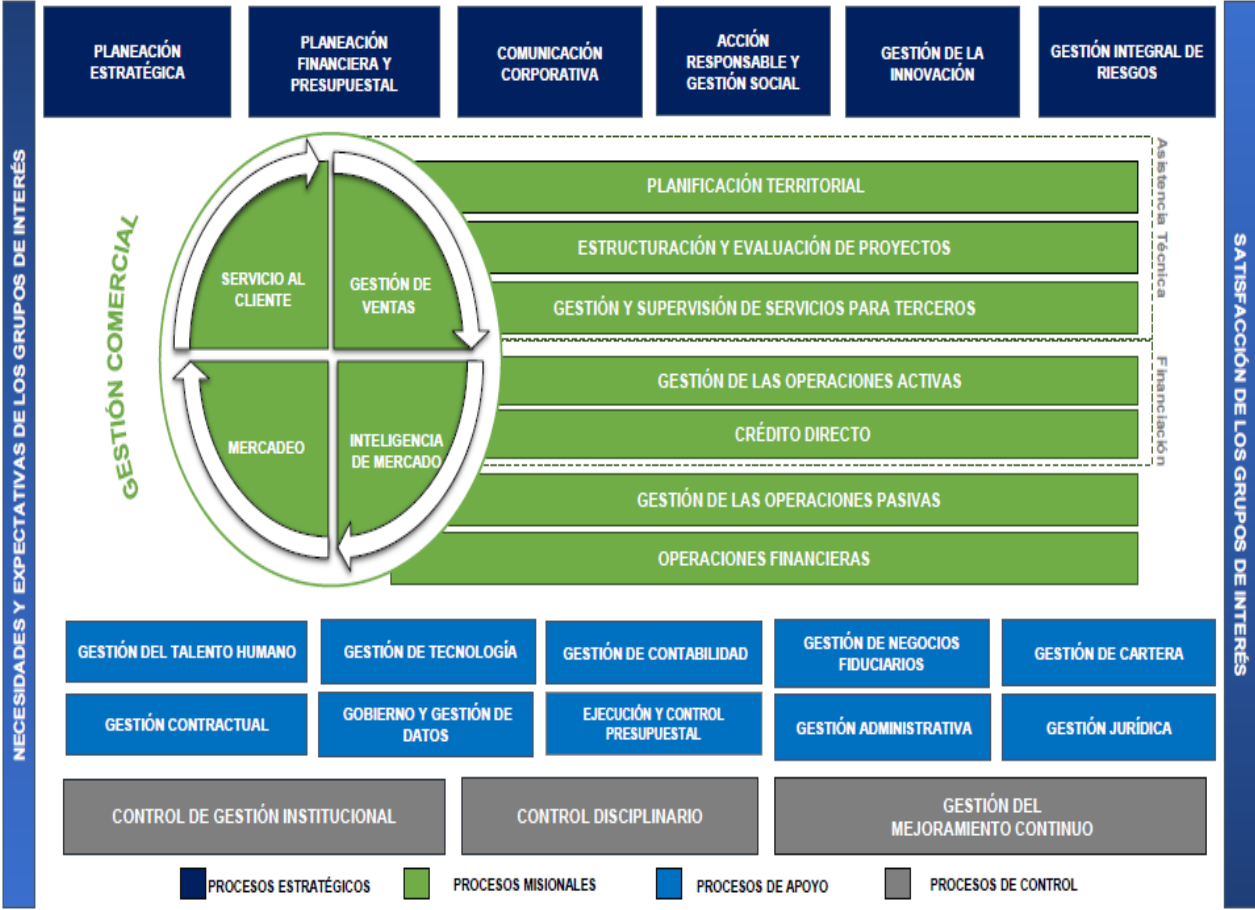 NECESIDADES Y EXPECTATIVAS DE LOS GRUPOS DE INTERÉS
PLANEACIÓN
ESTRATÉGICA
PLANEACIÓN
FINANCIERA Y
PRESUPUESTAL
COMUNICACIÓN
CORPORATIVA
ACCIÓN
RESPONSABLE Y
GESTIÓN SOCIAL
GESTIÓN DE LA
INNOVACIÓN
GESTIÓN INTEGRAL DE
RIESGOS
GESTIÓN COMERCIAL
SERVICIO AL
CLIENTE
GESTIÓN DE
VENTAS
MERCADEO
INTELIGENCIA
DE MERCADO
PLANIFICACIÓN TERRITORIAL
ESTRUCTURACIÓN Y EVALUACIÓN DE PROYECTOS
GESTIÓN Y SUPERVISIÓN DE SERVICIOS PARA TERCEROS
Asistencia Técnica
GESTIÓN DE LAS OPERACIONES ACTIVAS
CRÉDITO DIRECTO
Financiación
GESTIÓN DE LAS OPERACIONES PASIVAS
OPERACIONES FINANCIERAS
GESTIÓN DEL TALENTO HUMANO
GESTIÓN DE TECNOLOGÍA
GESTIÓN DE CONTABILIDAD
GESTIÓN DE NEGOCIOS
FIDUCIARIOS
GESTIÓN DE CARTERA
GESTIÓN CONTRACTUAL
GOBIERNO Y GESTIÓN DE
DATOS
EJECUCIÓN Y CONTROL
PRESUPUESTAL
GESTIÓN ADMINISTRATIVA
GESTIÓN JURÍDICA
CONTROL DE GESTIÓN INSTITUCIONAL
CONTROL DISCIPLINARIO
GESTIÓN DEL
MEJORAMIENTO CONTINUO
PROCESOS ESTRATÉGICOS
PROCESOS MISIONALES
PROCESOS DE APOYO
PROCESOS DE CONTROL
SATISFACCIÓN DE LOS GRUPOS DE INTERÉS